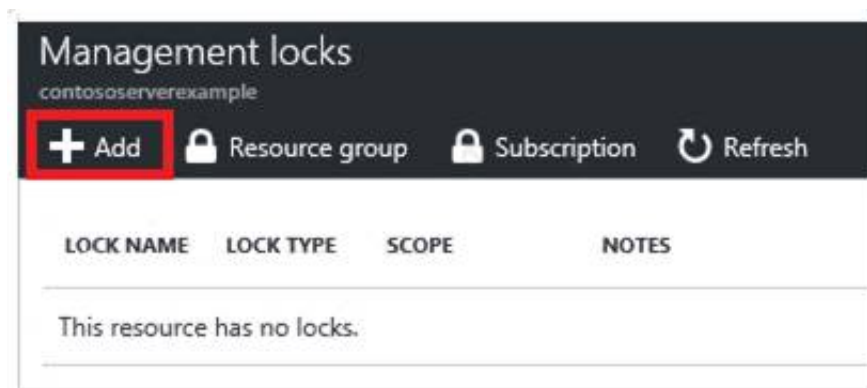 Management locks
contososerverexample
Add Resource group Subscription Refresh
LOCK NAME LOCK TYPE SCOPE NOTES
This resource has no locks.